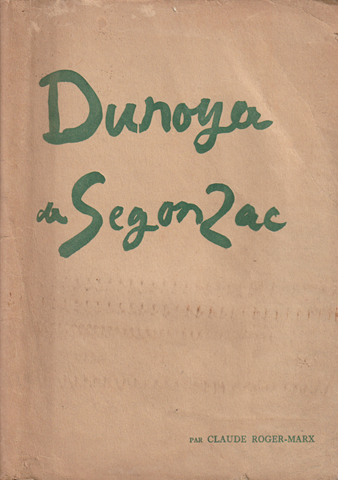 Dunoyer
de Segonzac
PAR CLAUDE ROGER-MARX